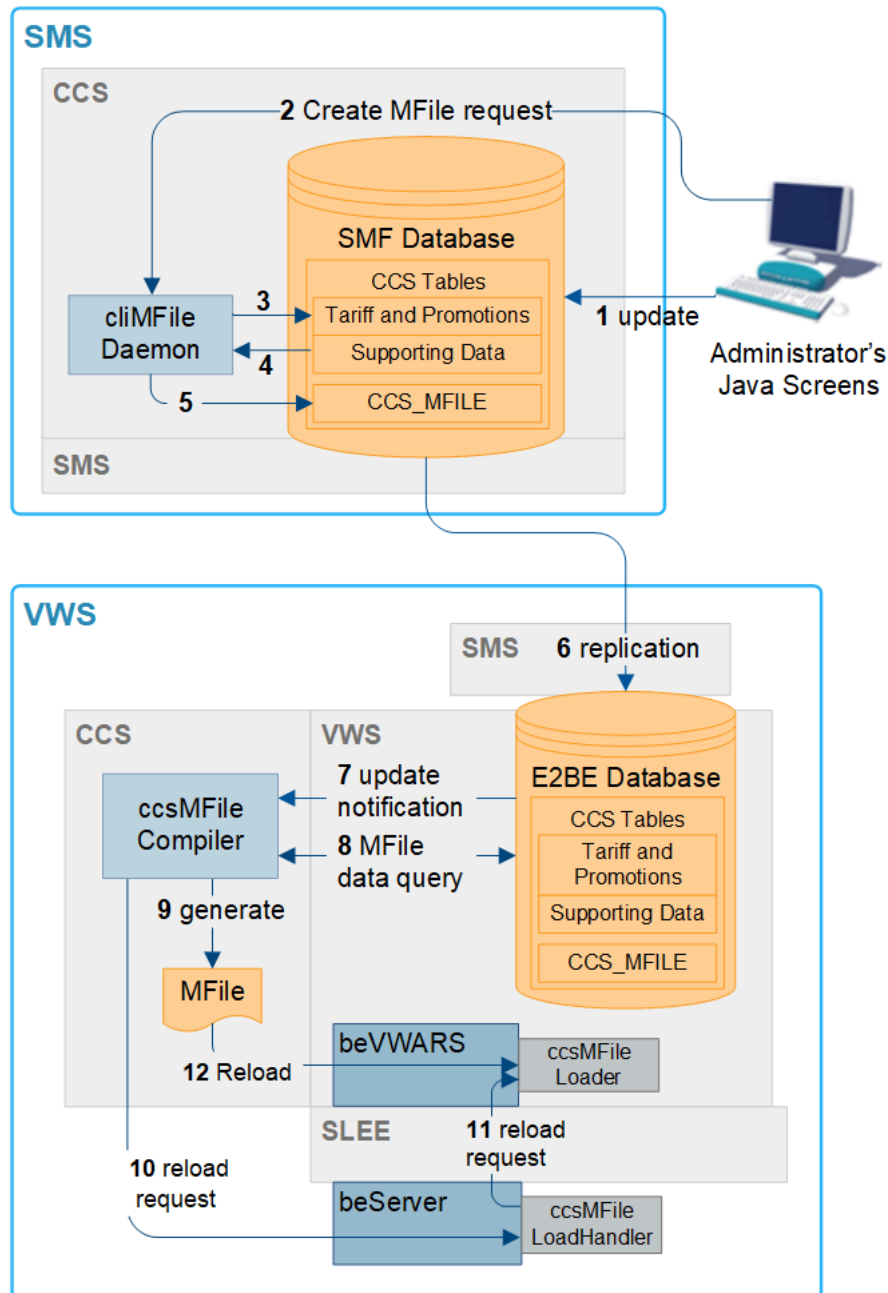 SMS
CCS
2 Create MFile request
SMF Database
CCS Tables
Tariff and Promotions
Supporting Data
CCS_MFILE
cliMFile
Daemon
3
4
5
1 update
Administrator's
Java Screens
SMS
VWS
SMS
6 replication
CCS
VWS
ccsMFile
Compiler
7 update
notification
8 MFile
data query
E2BE Database
CCS Tables
Tariff and
Promotions
Supporting Data
CCS_MFILE
9 generate
MFile
12 Reload
beVWARS
ccsMFile
Loader
SLEE
11 reload
request
10 reload
request
beServer
ccsMFile
LoadHandler